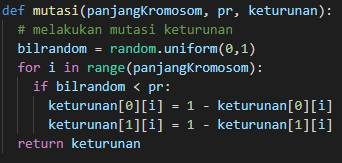 def mutasi(panjangKromosom, pr, keturunan):
  # melakukan mutasi keturunan
  bilrandom = random.uniform(0,1)
  for i in range(panjangKromosom):
    if bilrandom < pr:
      keturunan[0][i] = 1 - keturunan[0][i]
      keturunan[1][i] = 1 - keturunan[1][i]
  return keturunan